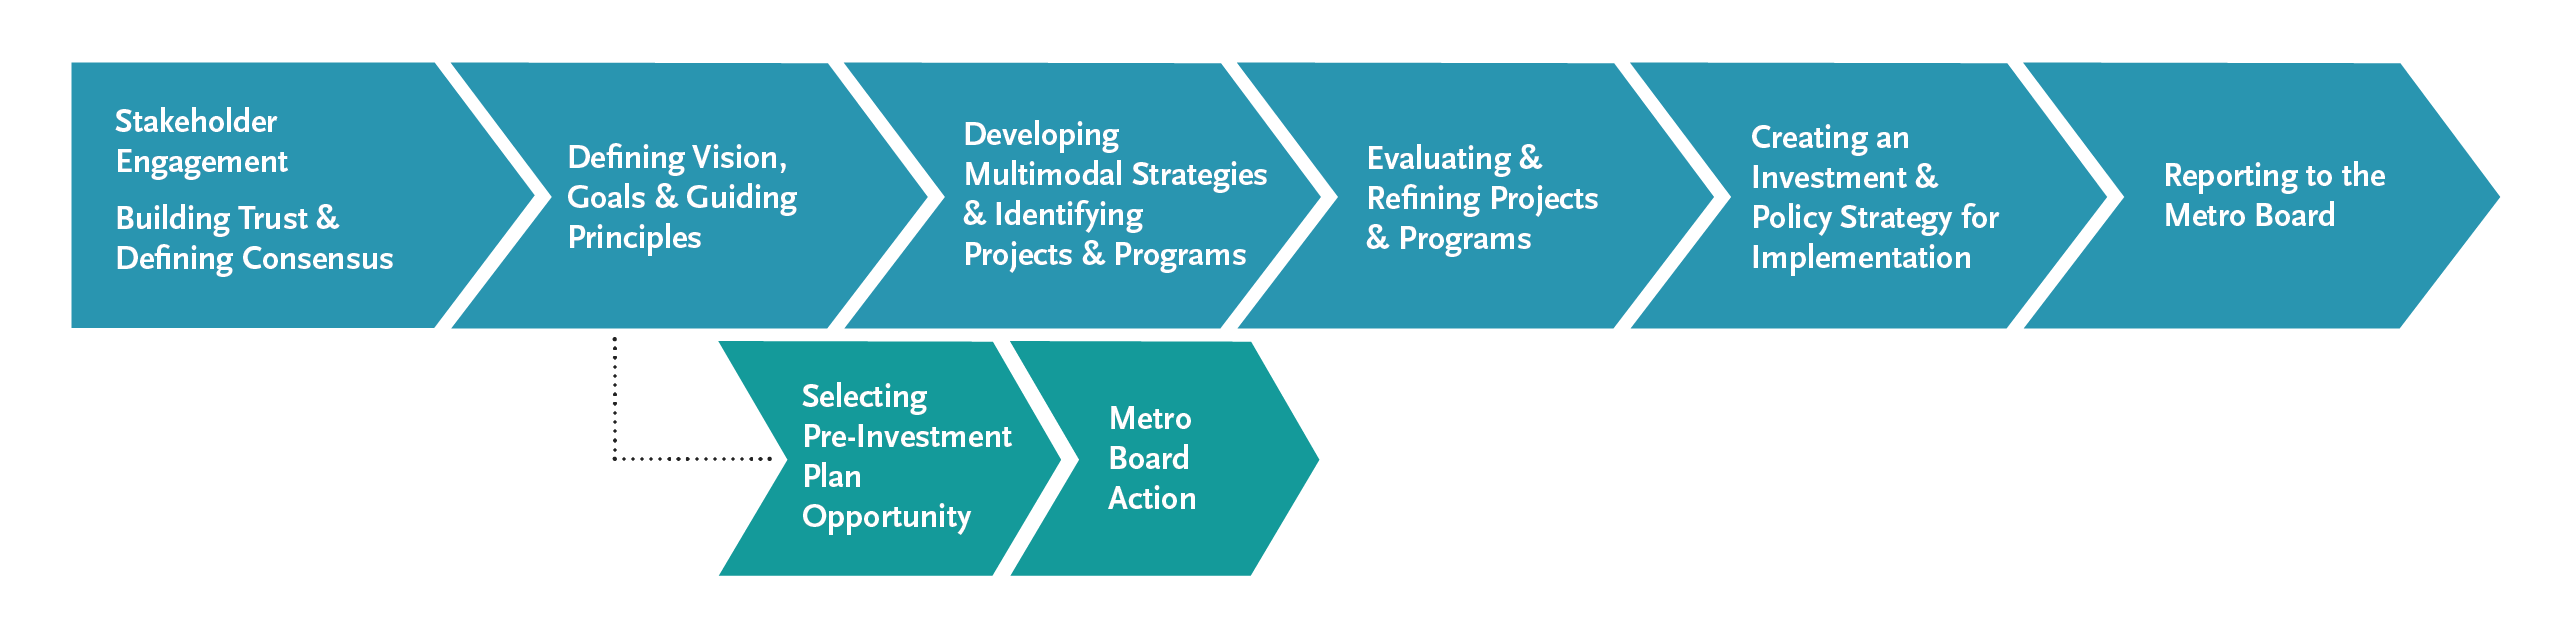 Stakeholder
Engagement
Building Trust &
Defining Consensus
Defining Vision,
Goals & Guiding
Principles
Developing
Multimodal Strategies
& Identifying
Projects & Programs
Evaluating &
Refining Projects
& Programs
Creating an
Investment &
Policy Strategy for
Implementation
Reporting to the
Metro Board
Selecting
Pre-Investment
Plan
Opportunity
Metro
Board
Action